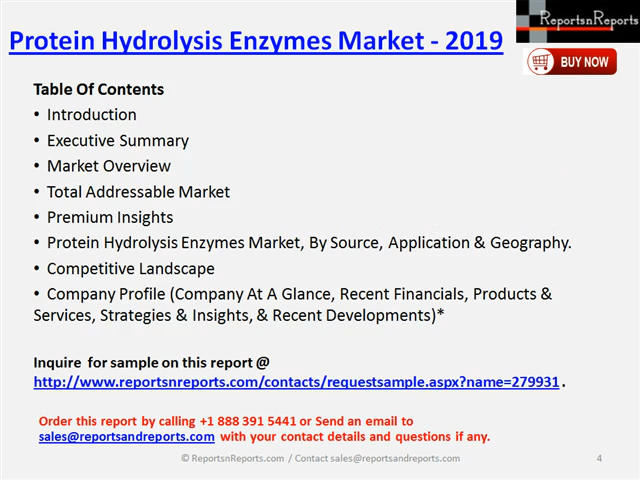 Protein Hydrolysis Enzymes Market - 2019
ReportsnReports
BUY NOW
Table Of Contents
• Introduction
• Executive Summary
• Market Overview
• Total Addressable Market
• Premium Insights
• Protein Hydrolysis Enzymes Market, By Source, Application & Geography.
• Competitive Landscape
• Company Profile (Company At A Glance, Recent Financials, Products &
Services, Strategies & Insights, & Recent Developments)*
Inquire for sample on this report @
http://www.reportsnreports.com/contacts/requestsample.aspx?name=279931 .
Order this report by calling +1 888 391 5441 or Send an email to
sales@reportsandreports.com with your contact details and questions if any.
© ReportsnReports.com / Contact sales@reportsandreports.com
4